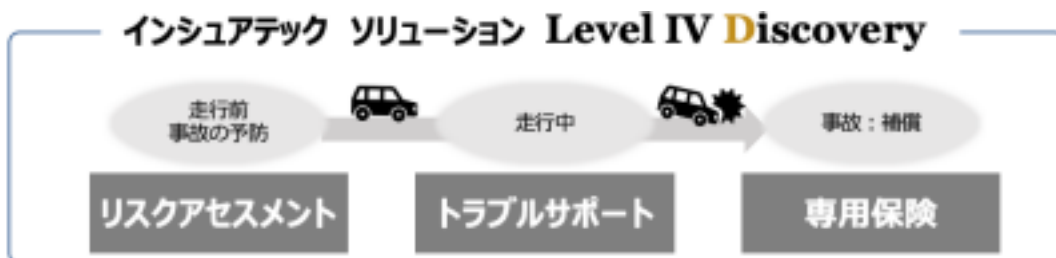 インシュアテック ソリューション Level IV Discovery
走行前
事故の予防
走行中
事故：補償
リスクアセスメント
トラブルサポート
専用保険